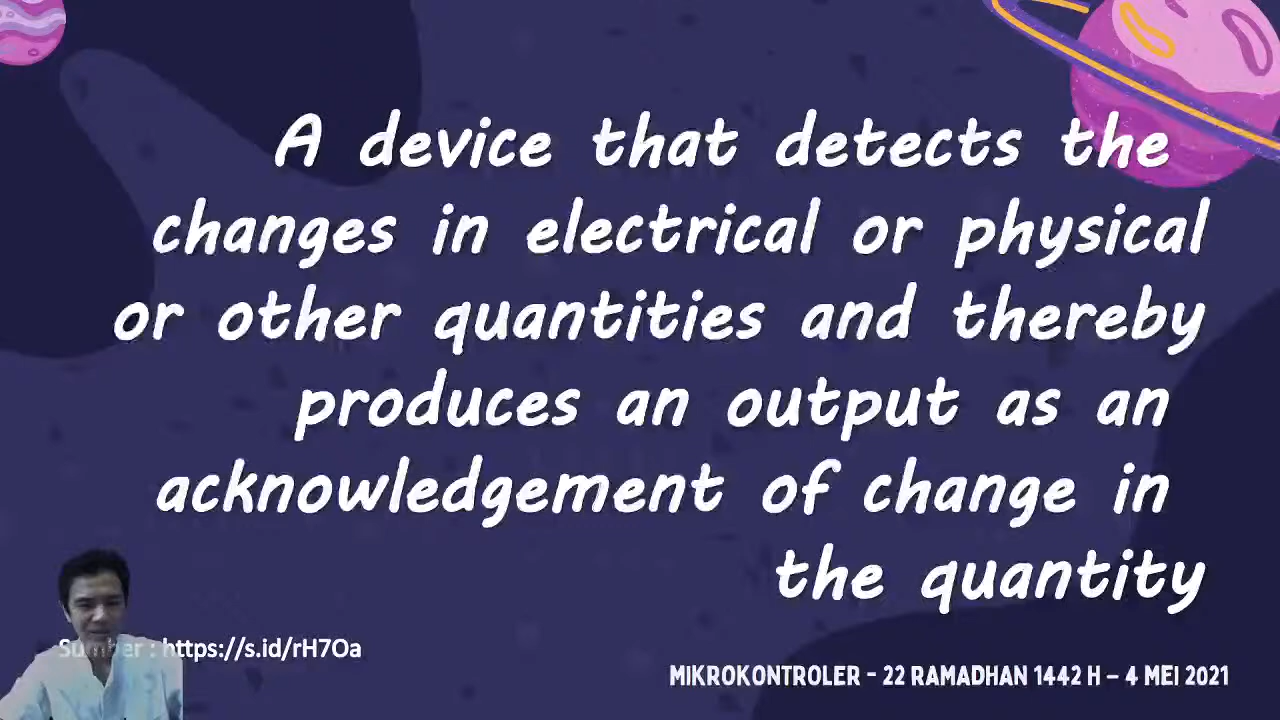 A device that detects the
changes in electrical or physical
or other quantities and thereby
produces an output as an
acknowledgement of change in
the quantity
Sumber : https://s.id/rH7Oa
MIKROKONTROLER - 22 RAMADHAN 1442 H – 4 MEI 2021